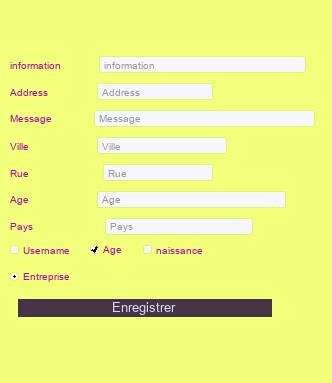 information information
Address Address
Message Message
Ville Ville
Rue Rue
Age Age
Pays Pays
Username Age naissance
Entreprise
Enregistrer